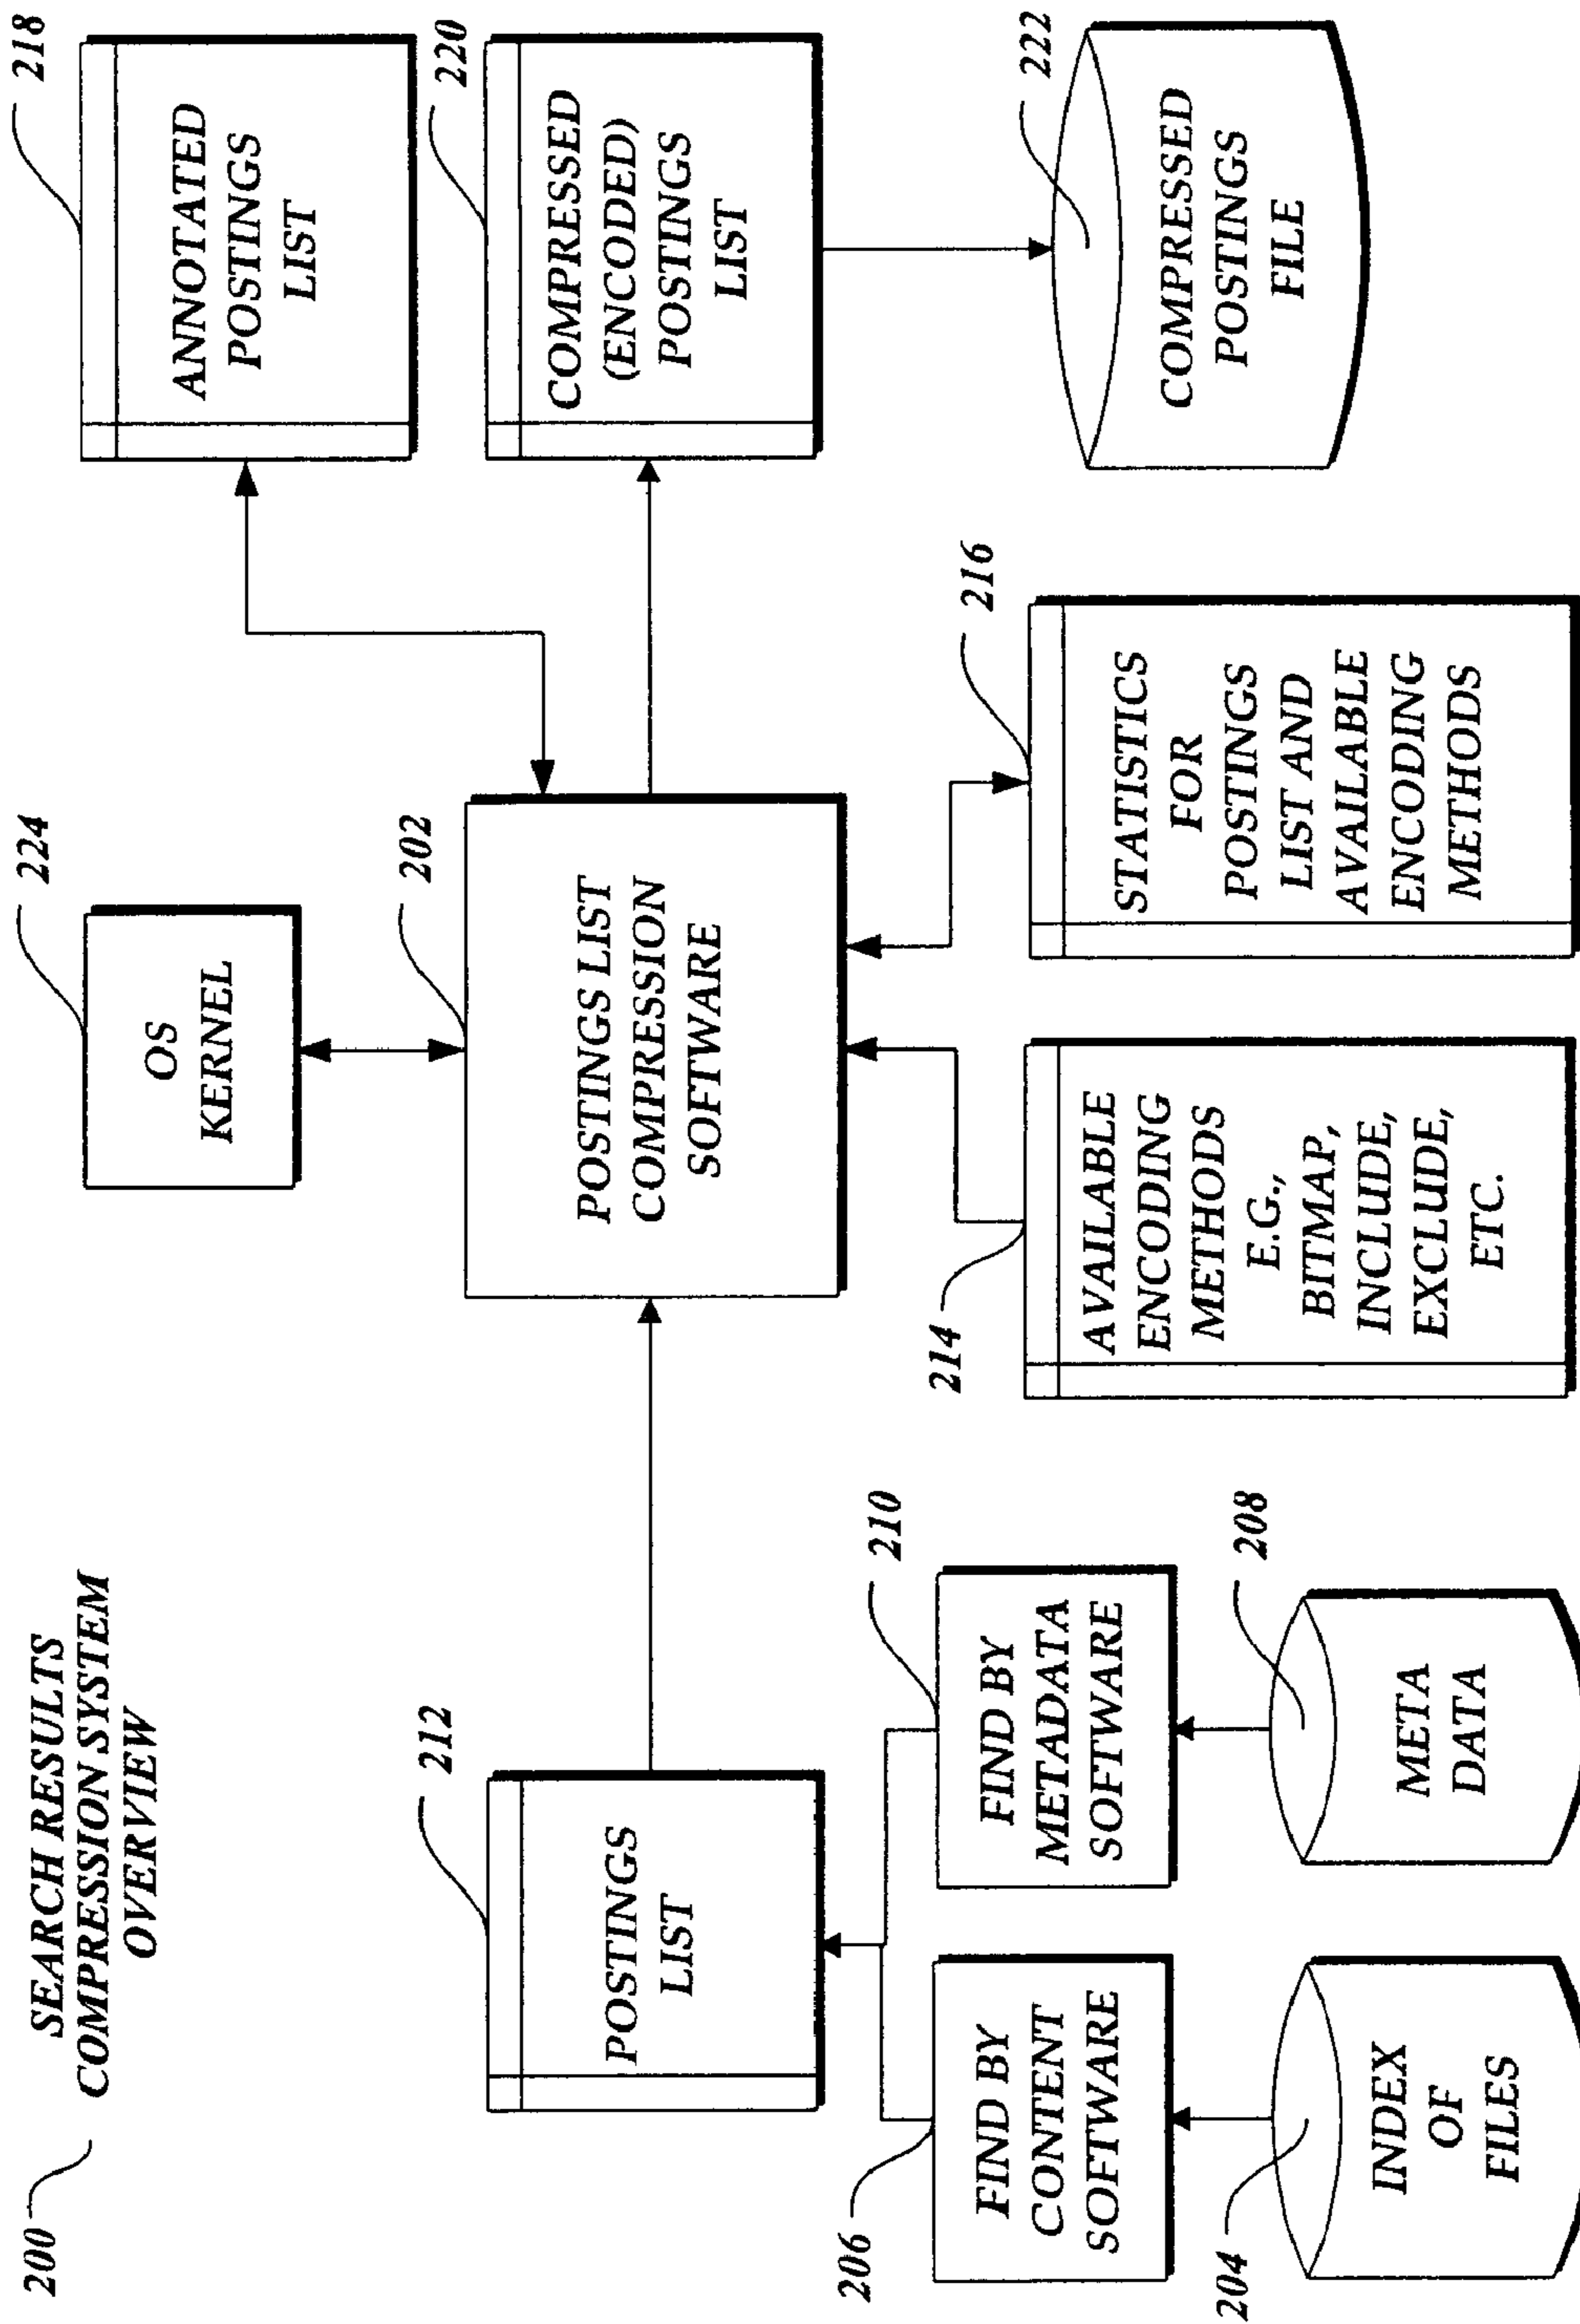 200
SEARCH RESULTS
COMPRESSION SYSTEM
OVERVIEW
224
OS
KERNEL
218
ANNOTATED
POSTINGS
LIST
212
POSTINGS
LIST
202
POSTINGS LIST
COMPRESSION
SOFTWARE
220
COMPRESSED
(ENCODED)
POSTINGS
LIST
206
FIND BY
CONTENT
SOFTWARE
210
FIND BY
METADATA
SOFTWARE
214
AVAILABLE
ENCODING
METHODS
E.G.,
BITMAP,
INCLUDE,
EXCLUDE,
ETC.
216
STATISTICS
FOR
POSTINGS
LIST AND
AVAILABLE
ENCODING
METHODS
222
COMPRESSED
POSTINGS
FILE
204
INDEX
OF
FILES
208
META
DATA